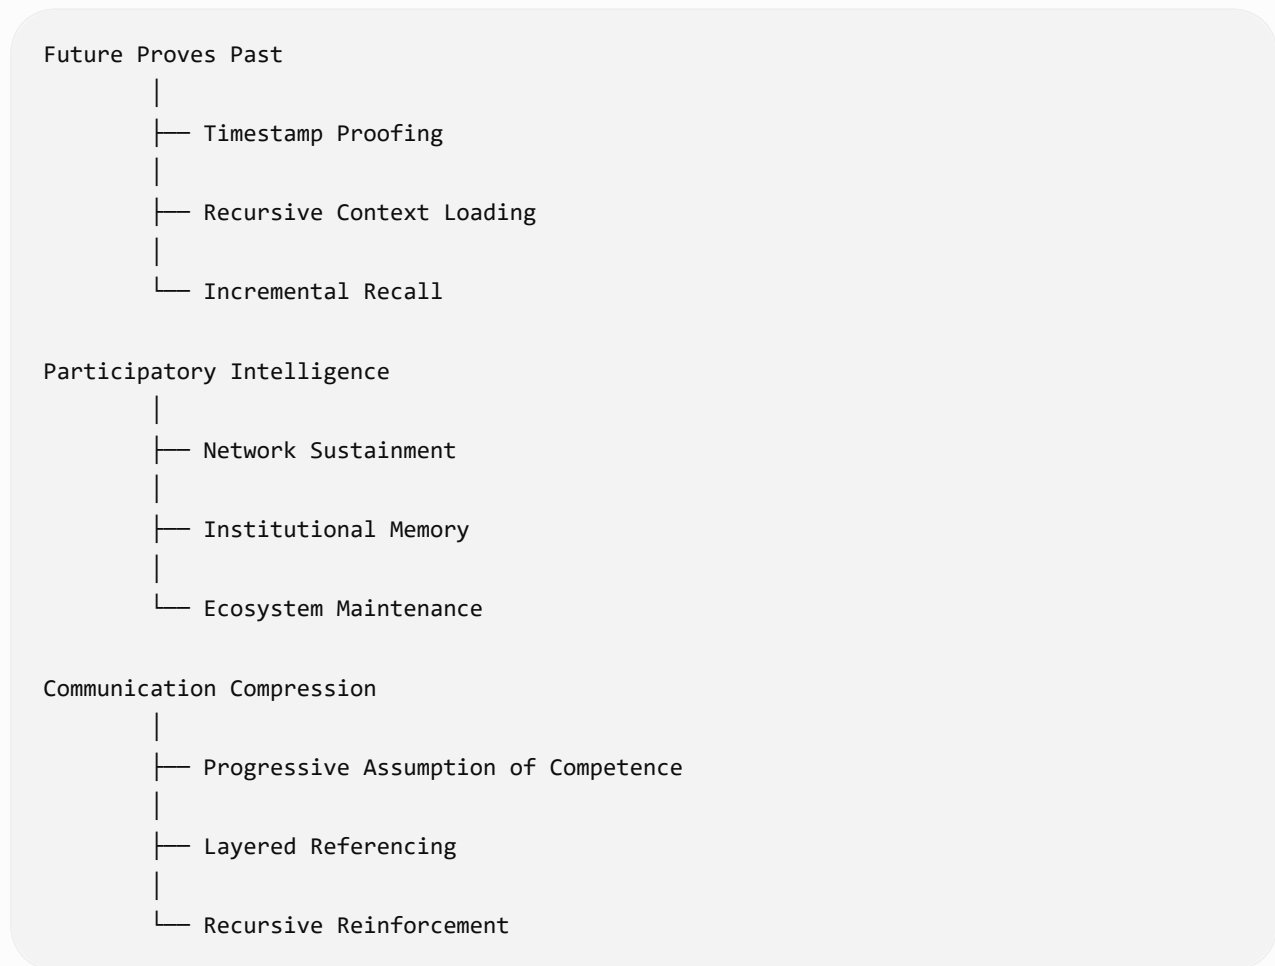 Future Proves Past
│
├── Timestamp Proofing
│
├── Recursive Context Loading
│
└── Incremental Recall
Participatory Intelligence
│
├── Network Sustainment
│
├── Institutional Memory
│
└── Ecosystem Maintenance
Communication Compression
│
├── Progressive Assumption of Competence
│
├── Layered Referencing
│
└── Recursive Reinforcement